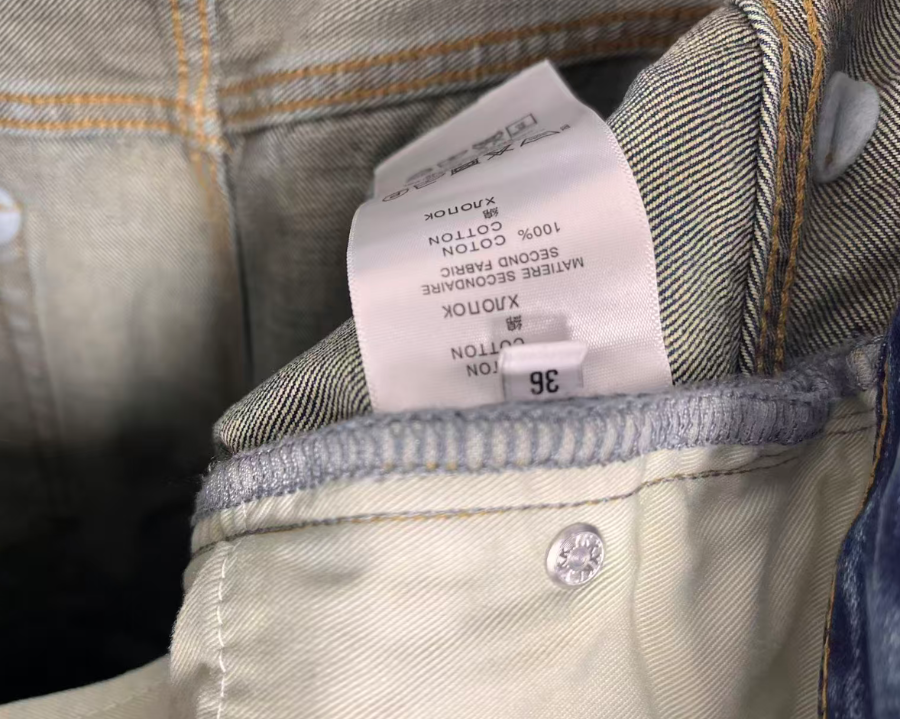 COTTON
綿
ХЛОПОК
MATIERE SECONDAIRE
SECOND FABRIC
100% COTON
COTTON
綿
ХЛОПОК
36